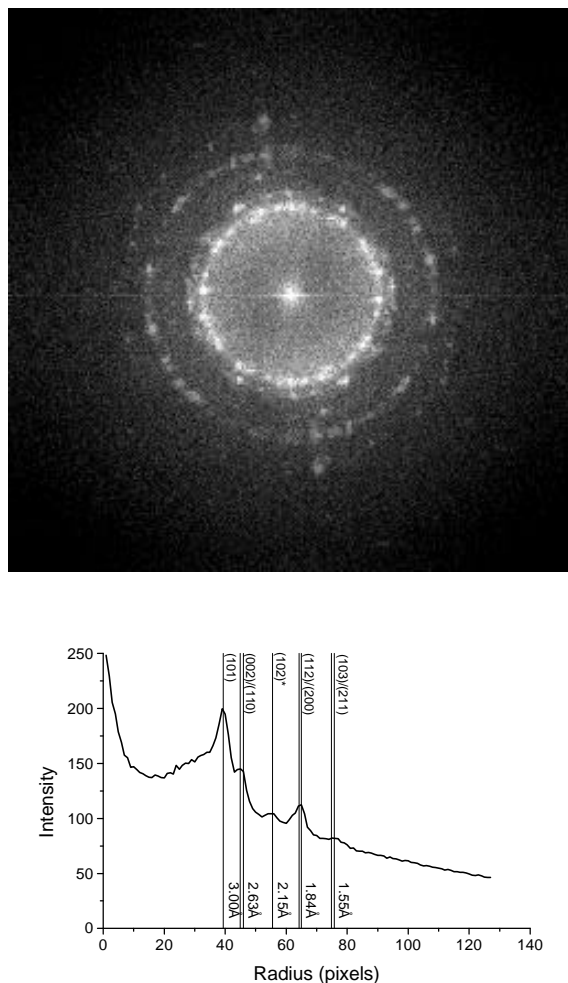 250
200
150
100
50
0
Intensity
(101)
(002)/(110)
(102)*
(112)/(200)
(103)/(211)
3.00Å
2.63Å
2.15Å
1.84Å
1.55Å
0 20 40 60 80 100 120 140
Radius (pixels)